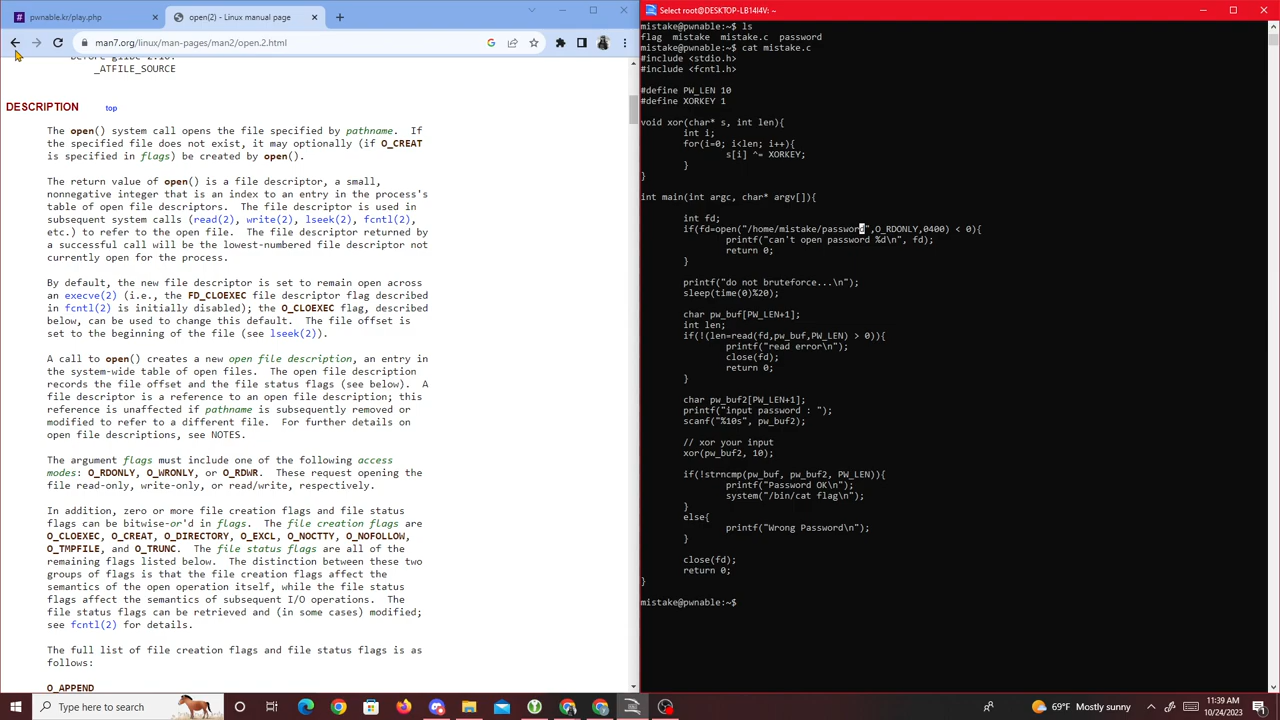 pwnable.kr/play.php
open(2) - Linux manual page
man7.org/linux/man-pages/man2/open.2.html
_ATFILE_SOURCE
DESCRIPTION top
The open() system call opens the file specified by pathname. If
the specified file does not exist, it may optionally (if O_CREAT
is specified in flags) be created by open().
The return value of open() is a file descriptor, a small,
nonnegative integer that is an index to an entry in the process's
table of open file descriptors. The file descriptor is used in
subsequent system calls (read(2), write(2), lseek(2), fcntl(2),
etc.) to refer to the open file. The file descriptor returned by
a successful call will be the lowest-numbered file descriptor not
currently open for the process.
By default, the new file descriptor is set to remain open across
an execve(2) (i.e., the FD_CLOEXEC file descriptor flag described
in fcntl(2) is initially disabled); the O_CLOEXEC flag, described
below, can be used to change this default. The file offset is
set to the beginning of the file (see lseek(2)).
A call to open() creates a new open file description, an entry in
the system-wide table of open files. The open file description
records the file offset and the file status flags (see below). A
file descriptor is a reference to an open file description; this
reference is unaffected if pathname is subsequently removed or
modified to refer to a different file. For further details on
open file descriptions, see NOTES.
The argument flags must include one of the following access
modes: O_RDONLY, O_WRONLY, or O_RDWR. These request opening the
file read-only, write-only, or read/write, respectively.
In addition, zero or more file creation flags and file status
flags can be bitwise-or'd in flags. The file creation flags are
O_CLOEXEC, O_CREAT, O_DIRECTORY, O_EXCL, O_NOCTTY, O_NOFOLLOW,
O_TMPFILE, and O_TRUNC. The file status flags are all of the
remaining flags listed below. The distinction between these two
groups of flags is that the file creation flags affect the
semantics of the open operation itself, while the file status
flags affect the semantics of subsequent I/O operations. The
file status flags can be retrieved and (in some cases) modified;
see fcntl(2) for details.
The full list of file creation flags and file status flags is as
follows:
O_APPEND
Select root@DESKTOP-LB14I4V: ~
mistake@pwnable:~$ ls
flag mistake mistake.c password
mistake@pwnable:~$ cat mistake.c
#include <stdio.h>
#include <fcntl.h>
#define PW_LEN 10
#define XORKEY 1
void xor(char* s, int len){
int i;
for(i=0; i<len; i++){
s[i] ^= XORKEY;
}
}
int main(int argc, char* argv[]){
int fd;
if(fd=open("/home/mistake/password",O_RDONLY,0400) < 0){
printf("can't open password %d\n", fd);
return 0;
}
printf("do not bruteforce...\n");
sleep(time(0)%20);
char pw_buf[PW_LEN+1];
int len;
if(!(len=read(fd,pw_buf,PW_LEN) > 0)){
printf("read error\n");
close(fd);
return 0;
}
char pw_buf2[PW_LEN+1];
printf("input password : ");
scanf("%10s", pw_buf2);
// xor your input
xor(pw_buf2, 10);
if(!strncmp(pw_buf, pw_buf2, PW_LEN)){
printf("Password OK\n");
system("/bin/cat flag\n");
}
else{
printf("Wrong Password\n");
}
close(fd);
return 0;
}
mistake@pwnable:~$
Type here to search
69°F Mostly sunny
11:39 AM
10/24/2023